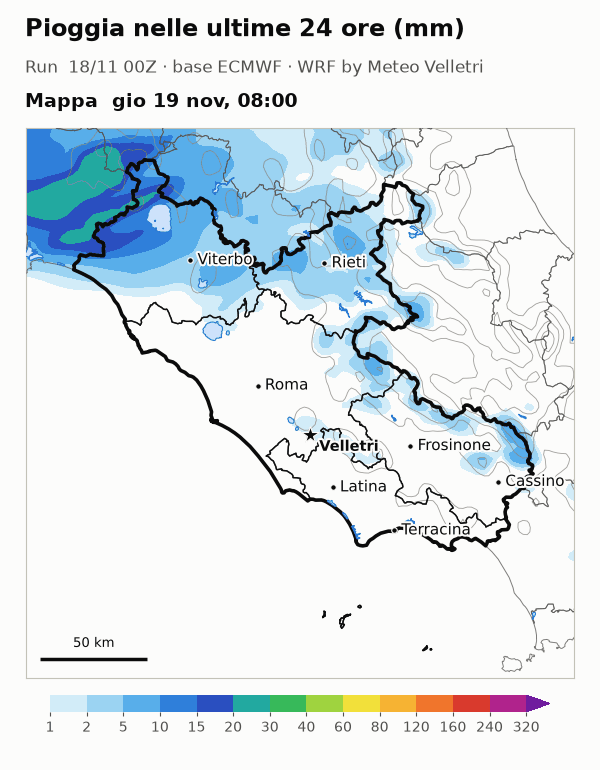 Pioggia nelle ultime 24 ore (mm)
Run  18/11 00Z · base ECMWF · WRF by Meteo Velletri
Mappa  gio 19 nov, 08:00
Viterbo
Rieti
Roma
Velletri
Frosinone
Latina
Cassino
Terracina
50 km
1 2 5 10 15 20 30 40 60 80 120 160 240 320